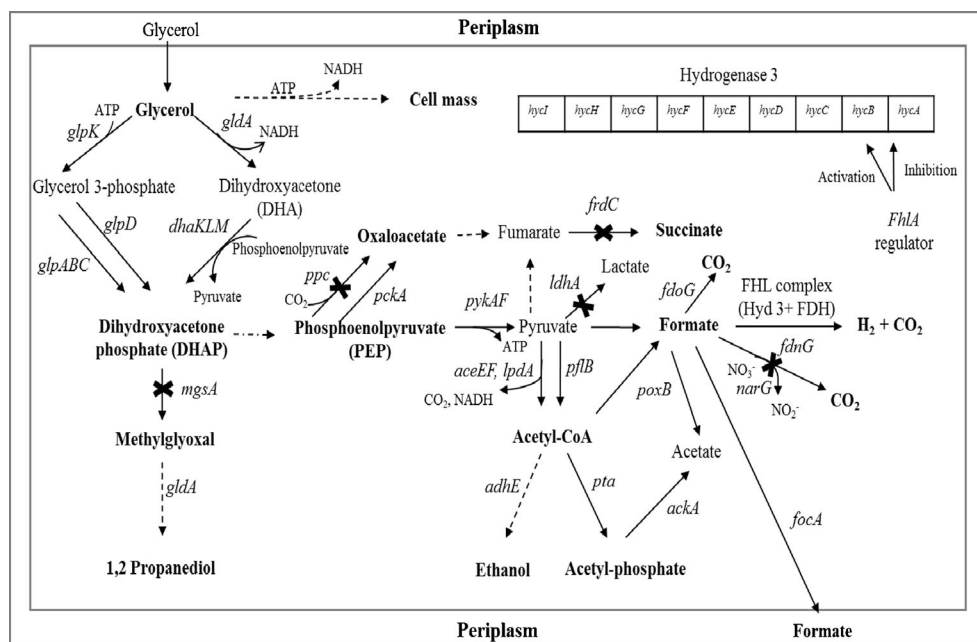 Periplasm
Glycerol
NADH
ATP
Glycerol
Cell mass
Hydrogenase 3
hycI hycH hycG hycF hycE hycD hycC hycB hycA
ATP
glpK
gldA
NADH
Activation
Inhibition
Glycerol 3-phosphate
Dihydroxyacetone
(DHA)
FhlA
regulator
glpD
glpABC
dhaKLM
Phosphoenolpyruvate
Pyruvate
Oxaloacetate
Fumarate
frdC
Succinate
ppc
CO2
pckA
pykAF
ldhA
Lactate
CO2
fdoG
FHL complex
(Hyd 3+ FDH)
Dihydroxyacetone
phosphate (DHAP)
Phosphoenolpyruvate
(PEP)
Pyruvate
Formate
H2 + CO2
ATP
fdnG
NO3-
narG
NO2-
CO2
aceEF, lpdA
pflB
CO2, NADH
poxB
mgsA
Methylglyoxal
Acetyl-CoA
Acetate
gldA
adhE
pta
ackA
focA
1,2 Propanediol
Ethanol
Acetyl-phosphate
Periplasm
Formate